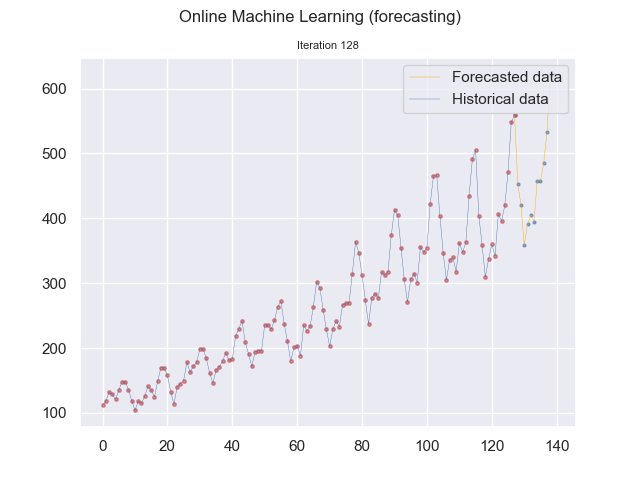 Online Machine Learning (forecasting)
Iteration 128
Forecasted data
Historical data
600
500
400
300
200
100
0 20 40 60 80 100 120 140